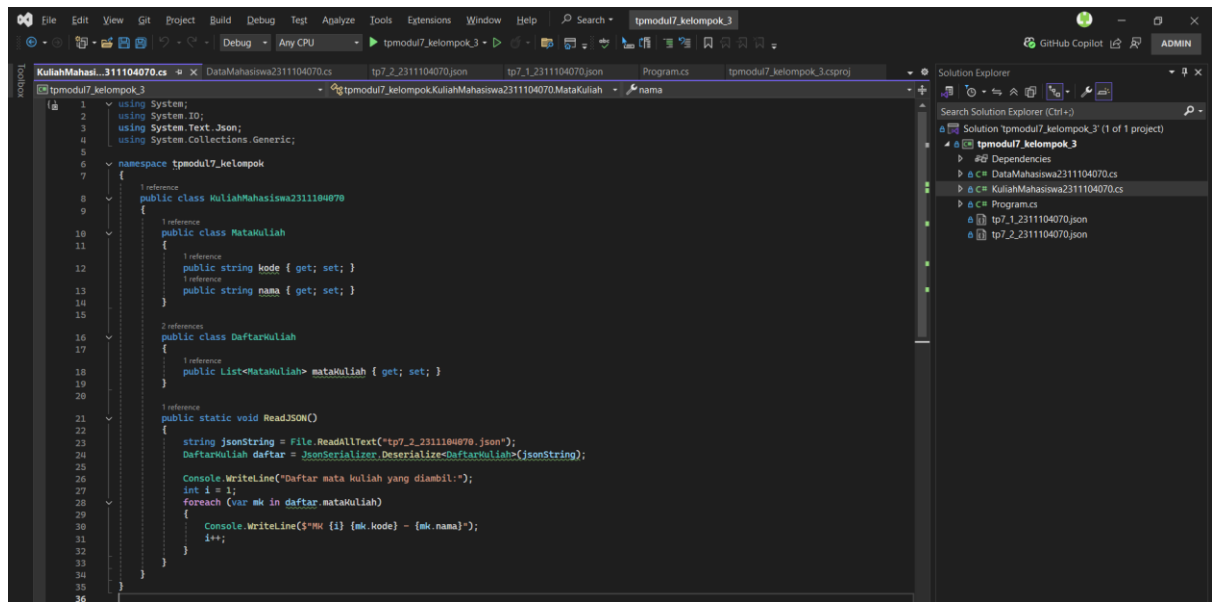 File Edit View Git Project Build Debug Test Analyze Tools Extensions Window Help Search tpmodul7_kelompok_3
Debug Any CPU tpmodul7_kelompok_3 GitHub Copilot ADMIN
Toolbox
KuliahMahasi...311104070.cs DataMahasiswa2311104070.cs tp7_2_2311104070.json tp7_1_2311104070.json Program.cs tpmodul7_kelompok_3.csproj
tpmodul7_kelompok_3 tpmodul7_kelompok.KuliahMahasiswa2311104070.MataKuliah nama
1 using System;
2 using System.IO;
3 using System.Text.Json;
4 using System.Collections.Generic;
5
6 namespace tpmodul7_kelompok
7 {
1 reference
8 public class KuliahMahasiswa2311104070
9 {
1 reference
10 public class MataKuliah
11 {
1 reference
12 public string kode { get; set; }
1 reference
13 public string nama { get; set; }
14 }
15
2 references
16 public class DaftarKuliah
17 {
1 reference
18 public List<MataKuliah> mataKuliah { get; set; }
19 }
20
1 reference
21 public static void ReadJSON()
22 {
23 string jsonString = File.ReadAllText("tp7_2_2311104070.json");
24 DaftarKuliah daftar = JsonSerializer.Deserialize<DaftarKuliah>(jsonString);
25
26 Console.WriteLine("Daftar mata kuliah yang diambil:");
27 int i = 1;
28 foreach (var mk in daftar.mataKuliah)
29 {
30 Console.WriteLine($"MK {i} {mk.kode} - {mk.nama}");
31 i++;
32 }
33 }
34 }
35 }
36
Solution Explorer
Search Solution Explorer (Ctrl+;)
Solution 'tpmodul7_kelompok_3' (1 of 1 project)
tpmodul7_kelompok_3
Dependencies
C# DataMahasiswa2311104070.cs
C# KuliahMahasiswa2311104070.cs
C# Program.cs
tp7_1_2311104070.json
tp7_2_2311104070.json